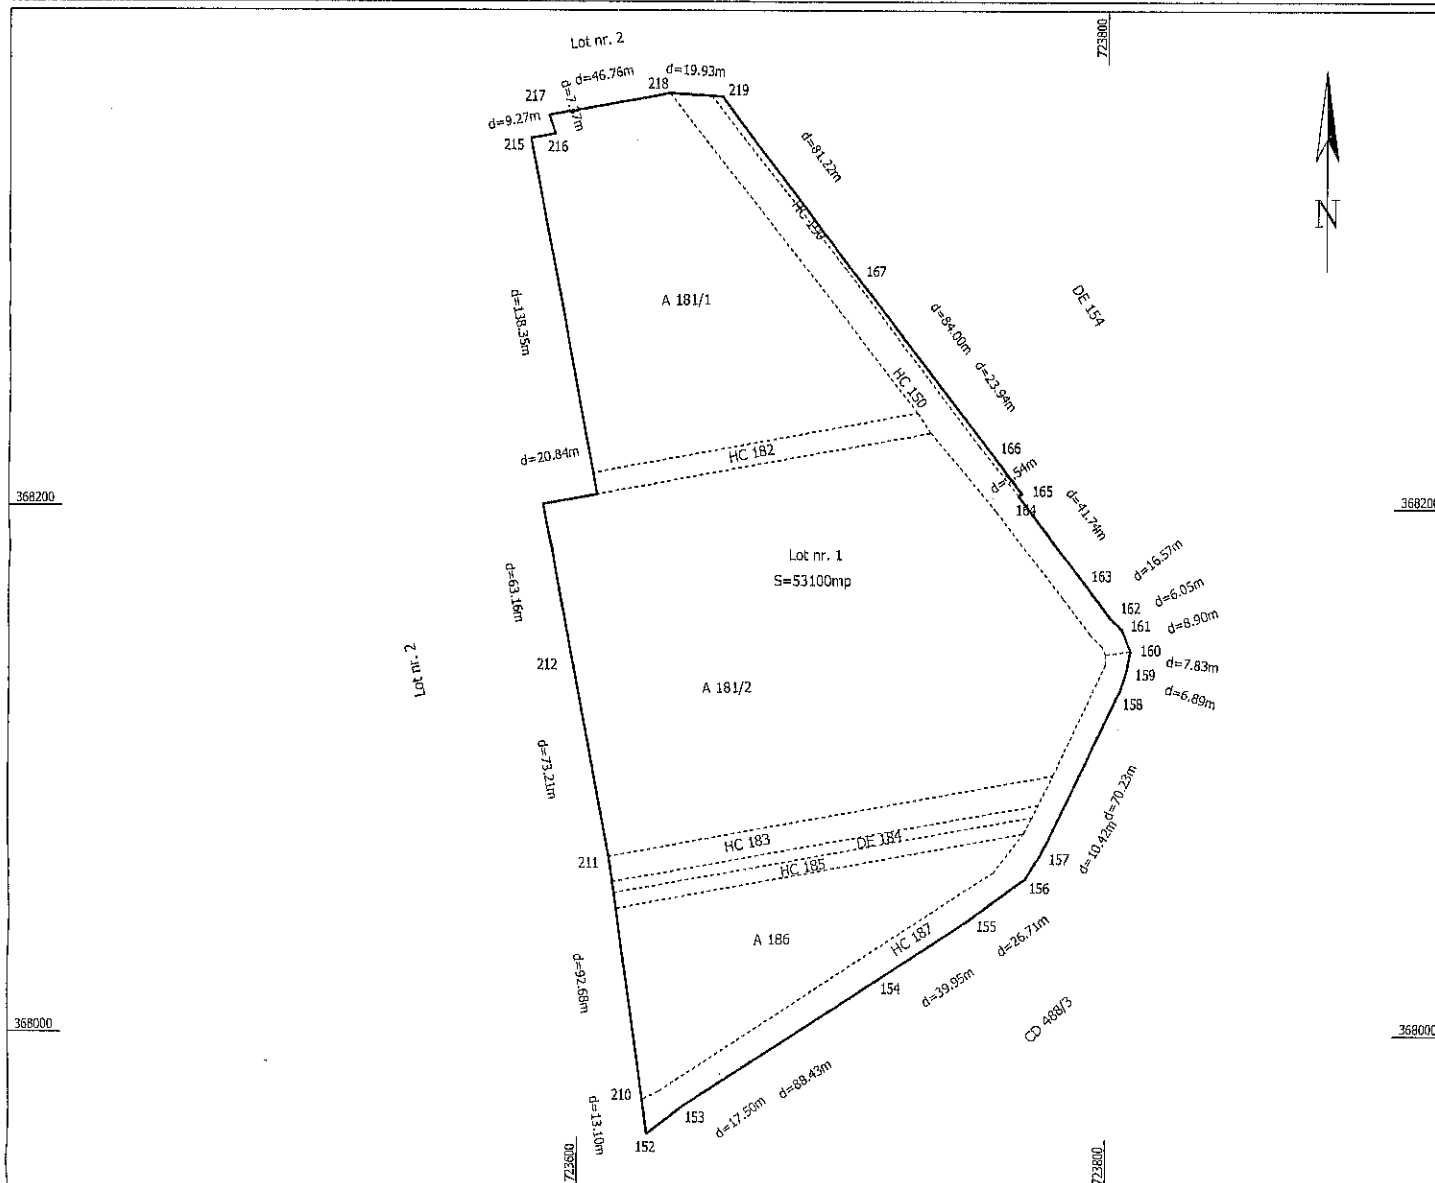 723800
Lot nr. 2
d=46.76m
218
d=19.93m
219
217
d=7.37m
d=9.27m
215
216
d=81.22m
HC 150
167
N
DE 154
A 181/1
d=138.35m
d=84.00m
d=23.94m
HC 150
166
d=20.84m
HC 182
165
164
d=41.74m
368200
368200
Lot nr. 1
S=53100mp
d=63.16m
163
d=16.57m
162
d=6.05m
161
d=8.90m
160
d=7.83m
159
d=6.89m
158
212
Lot nr. 2
A 181/2
d=73.21m
d=70.23m
d=10.42m
HC 183
DE 184
211
HC 185
157
156
155
d=26.71m
A 186
HC 187
154
d=39.95m
d=92.68m
CD 488/3
368000
368000
210
d=13.10m
153
d=17.50m
d=88.43m
152
723600
723800